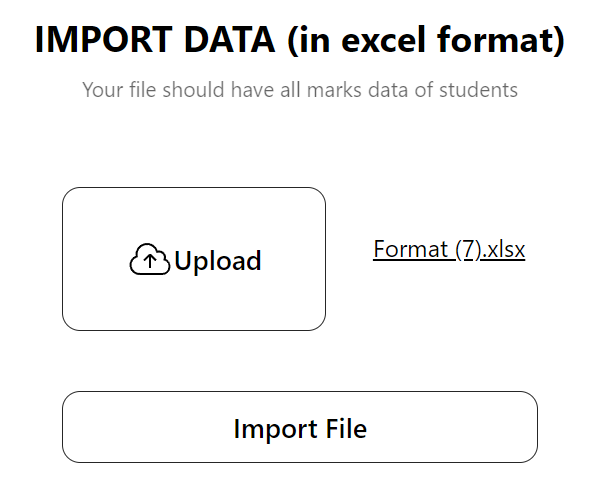 IMPORT DATA (in excel format)
Your file should have all marks data of students
Format (7).xlsx
Upload
Import File